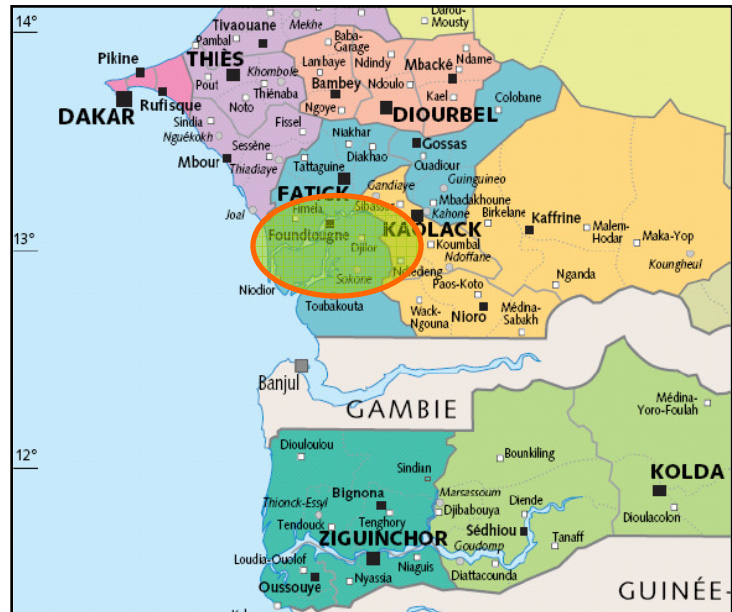 14°
Darou-
Mousty
Tivaouane
Mekhe
Pambal
Baba-
Garage
Pikine
THIÈS
Lambaye
Ndindy
Mbacké
Ndame
Khombole
Pout
Thiénaba
Bambey
Ndoulo
Kael
Colobane
DAKAR
Rufisque
Noto
Ngoye
DIOURBEL
Sindia
Fissel
Nguékokh
Niakhar
Gossas
Sessène
Diakhao
Mbour
Thiadiaye
Tattaguine
Cuadiour
Guinguineo
FATICK
Gandiaye
Mbadakhoune
Joal
Fimela
Sibassor
Kahone
Birkelane
Kaffrine
Malem-
Hodar
Maka-Yop
Foundiougne
KAOLACK
13°
Djilor
Koumbal
Ndoffane
Koungheul
Sokone
Ndiedeng
Nganda
Niodior
Paos-Koto
Toubakouta
Wack-
Ngouna
Nioro
Médina-
Sabakh
Banjul
GAMBIE
Médina-
Yoro-Foulah
12°
Diouloulou
Bounkiling
Sindian
KOLDA
Bignona
Marsassoum
Thionck-Essyl
Djibabouya
Diende
Dioulacolon
Tendouck
Tenghory
Sédhiou
ZIGUINCHOR
Goudomp
Tanaff
Loudia-Ouolof
Niaguis
Diattacounda
Oussouye
Nyassia
GUINÉE-